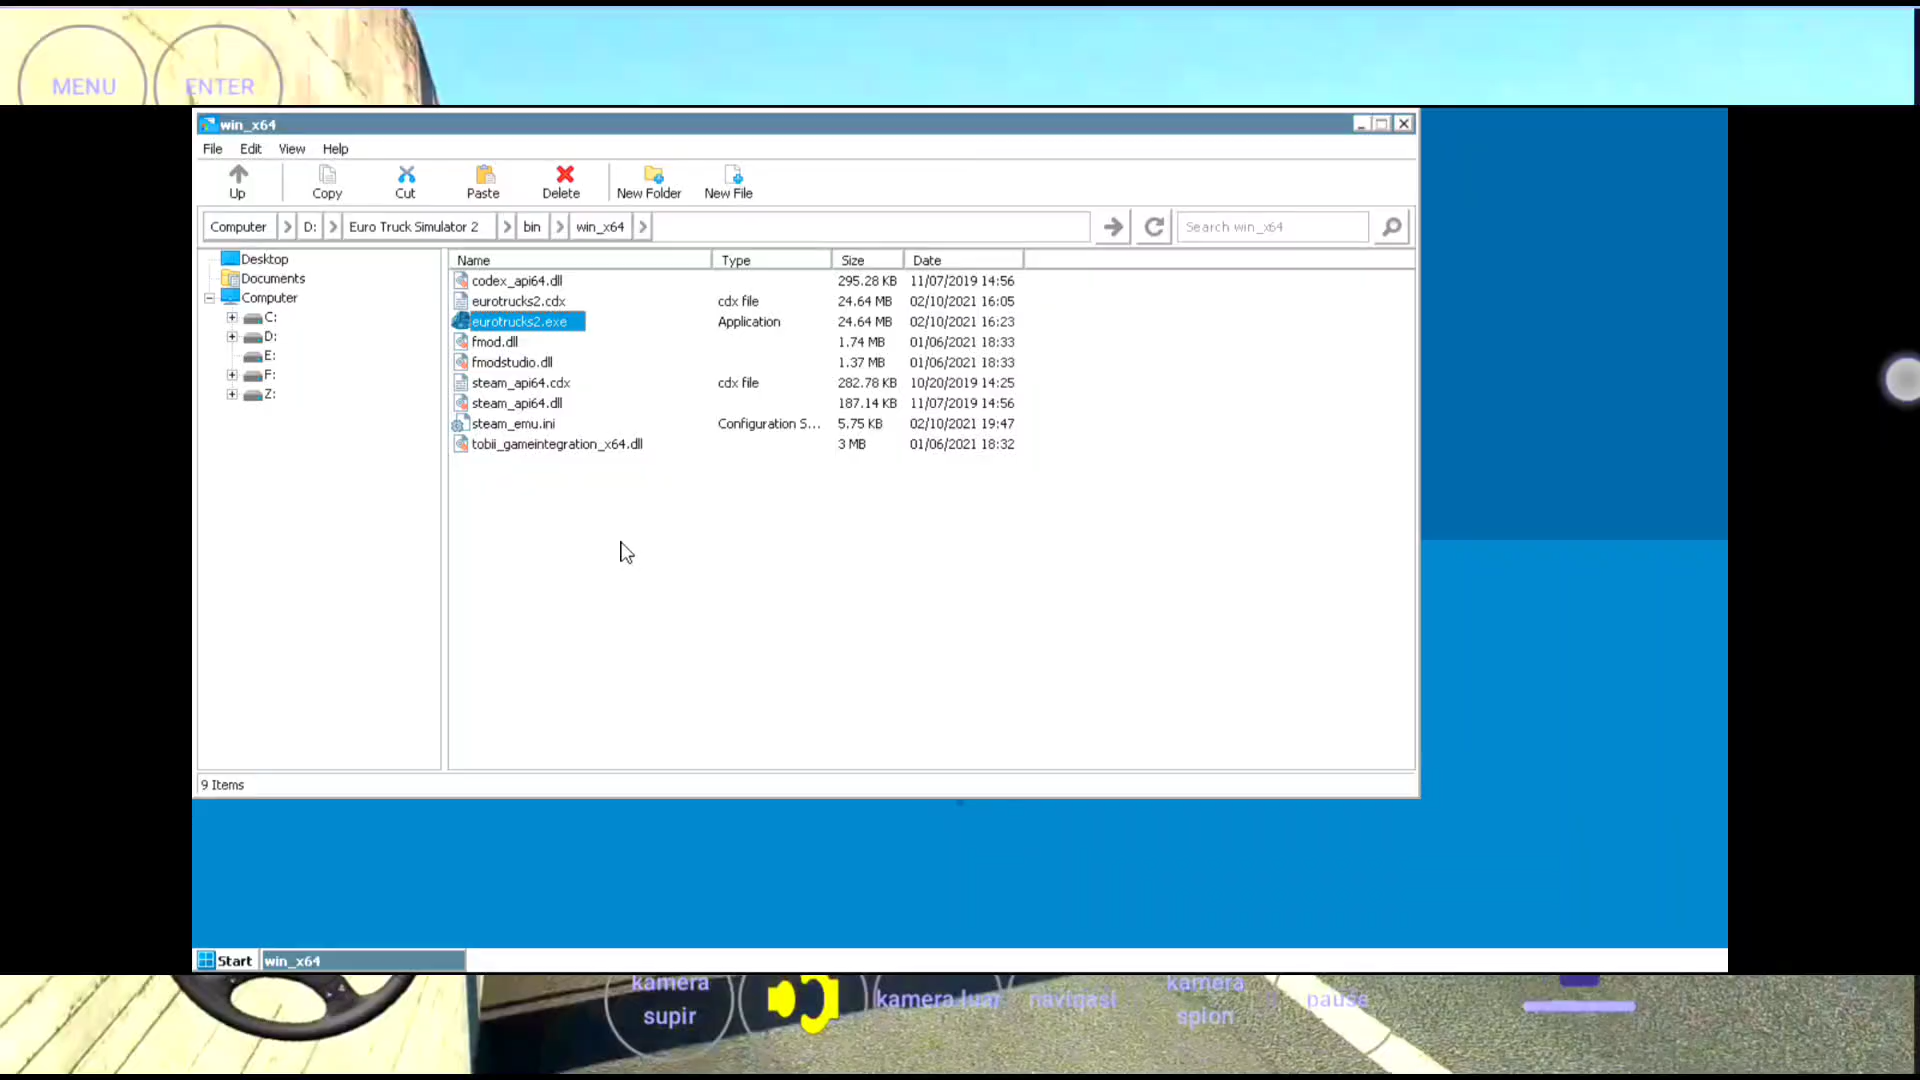 MENU
ENTER
win_x64
File Edit View Help
Up Copy Cut Paste Delete New Folder New File
Computer D: Euro Truck Simulator 2 bin win_x64 Search win_x64
Desktop
Documents
Computer
C:
D:
E:
F:
Z:
Name Type Size Date
codex_api64.dll 295.28 KB 11/07/2019 14:56
eurotrucks2.cdx cdx file 24.64 MB 02/10/2021 16:05
eurotrucks2.exe Application 24.64 MB 02/10/2021 16:23
fmod.dll 1.74 MB 01/06/2021 18:33
fmodstudio.dll 1.37 MB 01/06/2021 18:33
steam_api64.cdx cdx file 282.78 KB 10/20/2019 14:25
steam_api64.dll 187.14 KB 11/07/2019 14:56
steam_emu.ini Configuration S... 5.75 KB 02/10/2021 19:47
tobii_gameintegration_x64.dll 3 MB 01/06/2021 18:32
9 Items
Start win_x64
kamera supir
kamera luar
navigasi
kamera spion
pause